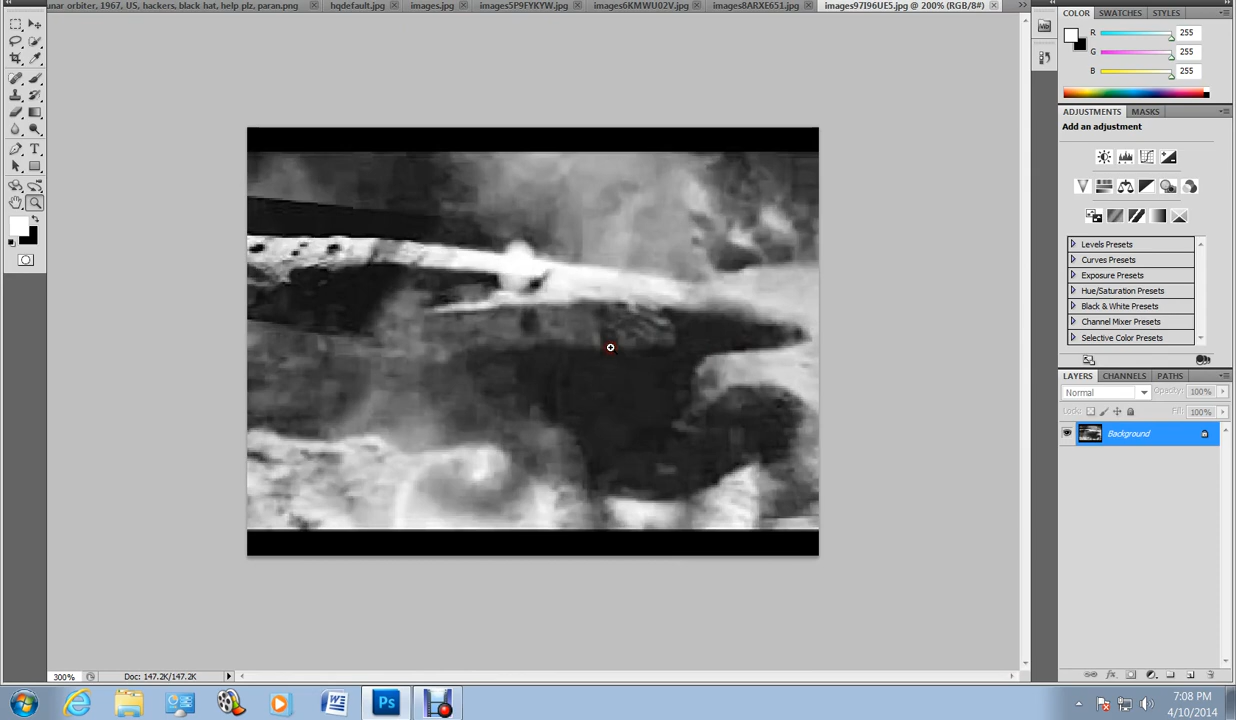 unar orbiter, 1967, US, hackers, black hat, help plz, paran.png
hqdefault.jpg
images.jpg
images5P9FYKYW.jpg
images6KMWU02V.jpg
images8ARXE651.jpg
images97I96UE5.jpg @ 200% (RGB/8#)
COLOR
SWATCHES
STYLES
R
255
G
255
B
255
ADJUSTMENTS
MASKS
Add an adjustment
Levels Presets
Curves Presets
Exposure Presets
Hue/Saturation Presets
Black & White Presets
Channel Mixer Presets
Selective Color Presets
LAYERS
CHANNELS
PATHS
Normal
Opacity:
100%
Lock:
Fill:
100%
Background
300%
Doc: 147.2K/147.2K
Ps
7:08 PM
4/10/2014